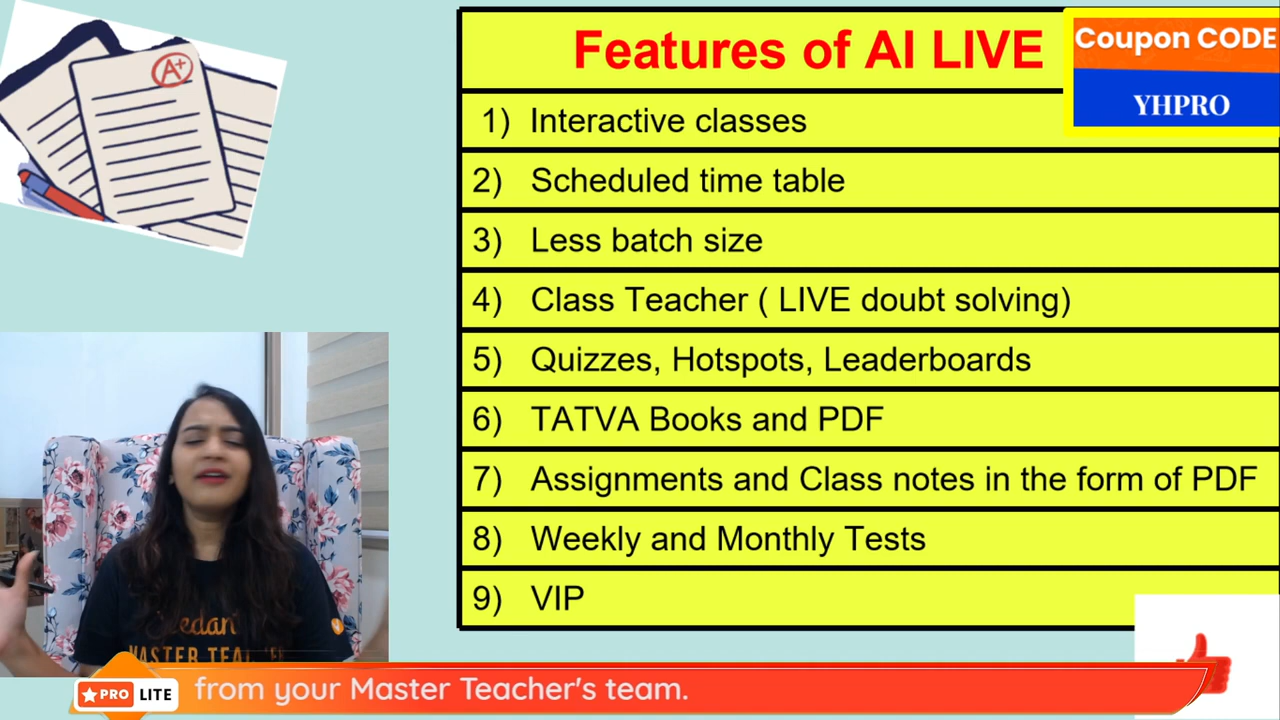 A+
Features of AI LIVE
Coupon CODE
YHPRO
1) Interactive classes
2) Scheduled time table
3) Less batch size
4) Class Teacher ( LIVE doubt solving)
5) Quizzes, Hotspots, Leaderboards
6) TATVA Books and PDF
7) Assignments and Class notes in the form of PDF
8) Weekly and Monthly Tests
9) VIP
MASTER
PRO LITE
from your Master Teacher's team.